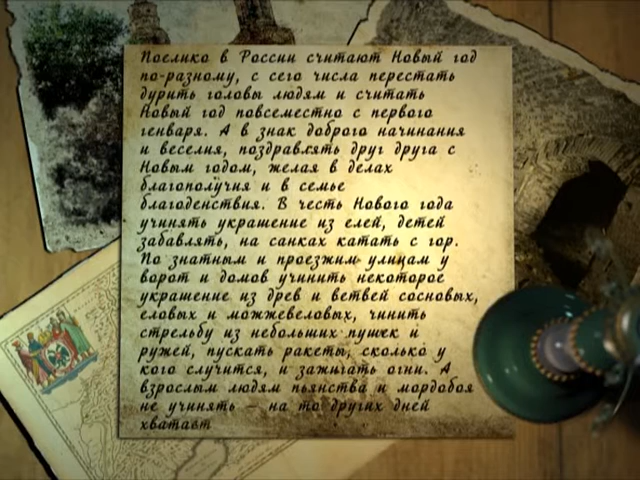 Поелико в России считают Новый год
по-разному, с сего числа перестать
дурить головы людям и считать
Новый год повсеместно с первого
генваря. А в знак доброго начинания
и веселия, поздравлять друг друга с
Новым годом, желая в делах
благополучия и в семье
благоденствия. В честь Нового года
учинять украшение из елей, детей
забавлять, на санках катать с гор.
По знатным и проезжим улицам у
ворот и домов учинить некоторое
украшение из древ и ветвей сосновых,
еловых и можжевеловых, чинить
стрельбу из небольших пушек и
ружей, пускать ракеты, сколько у
кого случится, и зажигать огни. А
взрослым людям пьянства и мордобоя
не учинять – на то других дней
хватает